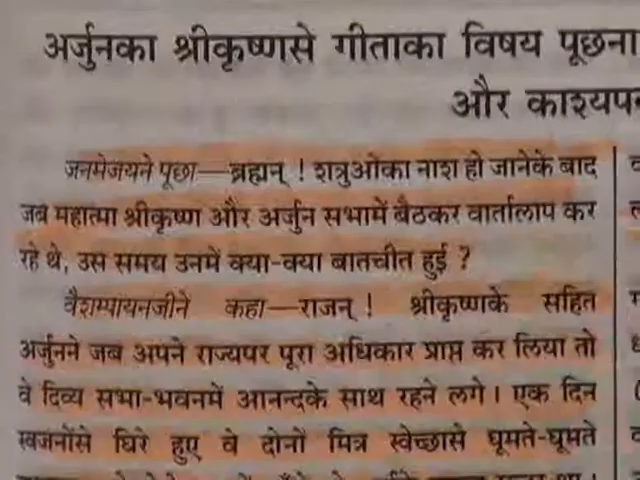 अर्जुनका श्रीकृष्णसे गीताका विषय पूछना
और काश्यपन
जनमेजयने पूछा—ब्रह्मन् ! शत्रुओंका नाश हो जानेके बाद
जब महात्मा श्रीकृष्ण और अर्जुन सभामें बैठकर वार्तालाप कर
रहे थे, उस समय उनमें क्या-क्या बातचीत हुई ?
वैशम्पायनजीने कहा—राजन् ! श्रीकृष्णके सहित
अर्जुनने जब अपने राज्यपर पूरा अधिकार प्राप्त कर लिया तो
वे दिव्य सभा-भवनमें आनन्दके साथ रहने लगे। एक दिन
स्वजनोंसे घिरे हुए वे दोनों मित्र स्वेच्छासे घूमते-घूमते